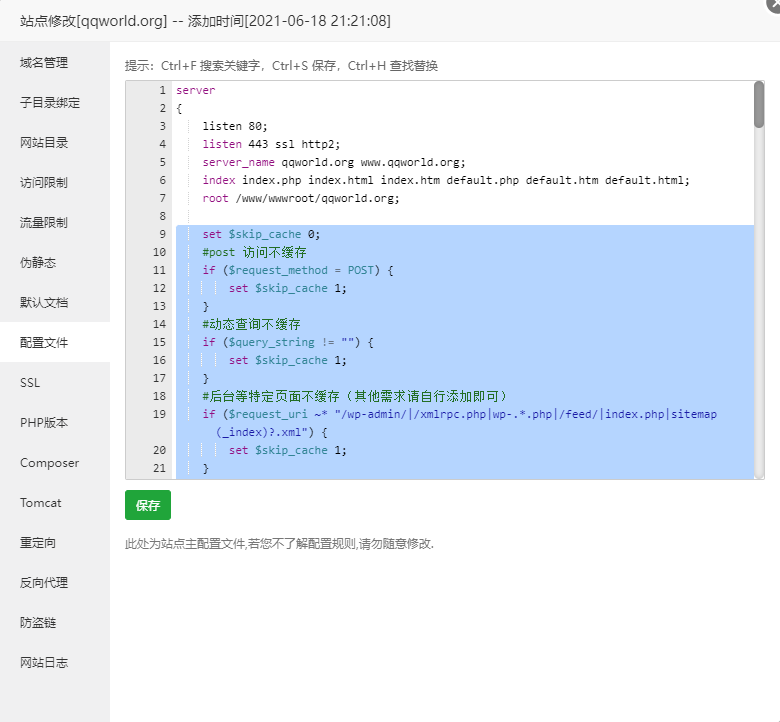 站点修改[qqworld.org] -- 添加时间[2021-06-18 21:21:08]
域名管理
子目录绑定
网站目录
访问限制
流量限制
伪静态
默认文档
配置文件
SSL
PHP版本
Composer
Tomcat
重定向
反向代理
防盗链
网站日志
提示：Ctrl+F 搜索关键字，Ctrl+S 保存，Ctrl+H 查找替换
1 server
2 {
3 listen 80;
4 listen 443 ssl http2;
5 server_name qqworld.org www.qqworld.org;
6 index index.php index.html index.htm default.php default.htm default.html;
7 root /www/wwwroot/qqworld.org;
8
9 set $skip_cache 0;
10 #post 访问不缓存
11 if ($request_method = POST) {
12 set $skip_cache 1;
13 }
14 #动态查询不缓存
15 if ($query_string != "") {
16 set $skip_cache 1;
17 }
18 #后台等特定页面不缓存（其他需求请自行添加即可）
19 if ($request_uri ~* "/wp-admin/|/xmlrpc.php|wp-.*.php|/feed/|index.php|sitemap
(_index)?.xml") {
20 set $skip_cache 1;
21 }
保存
此处为站点主配置文件,若您不了解配置规则,请勿随意修改.